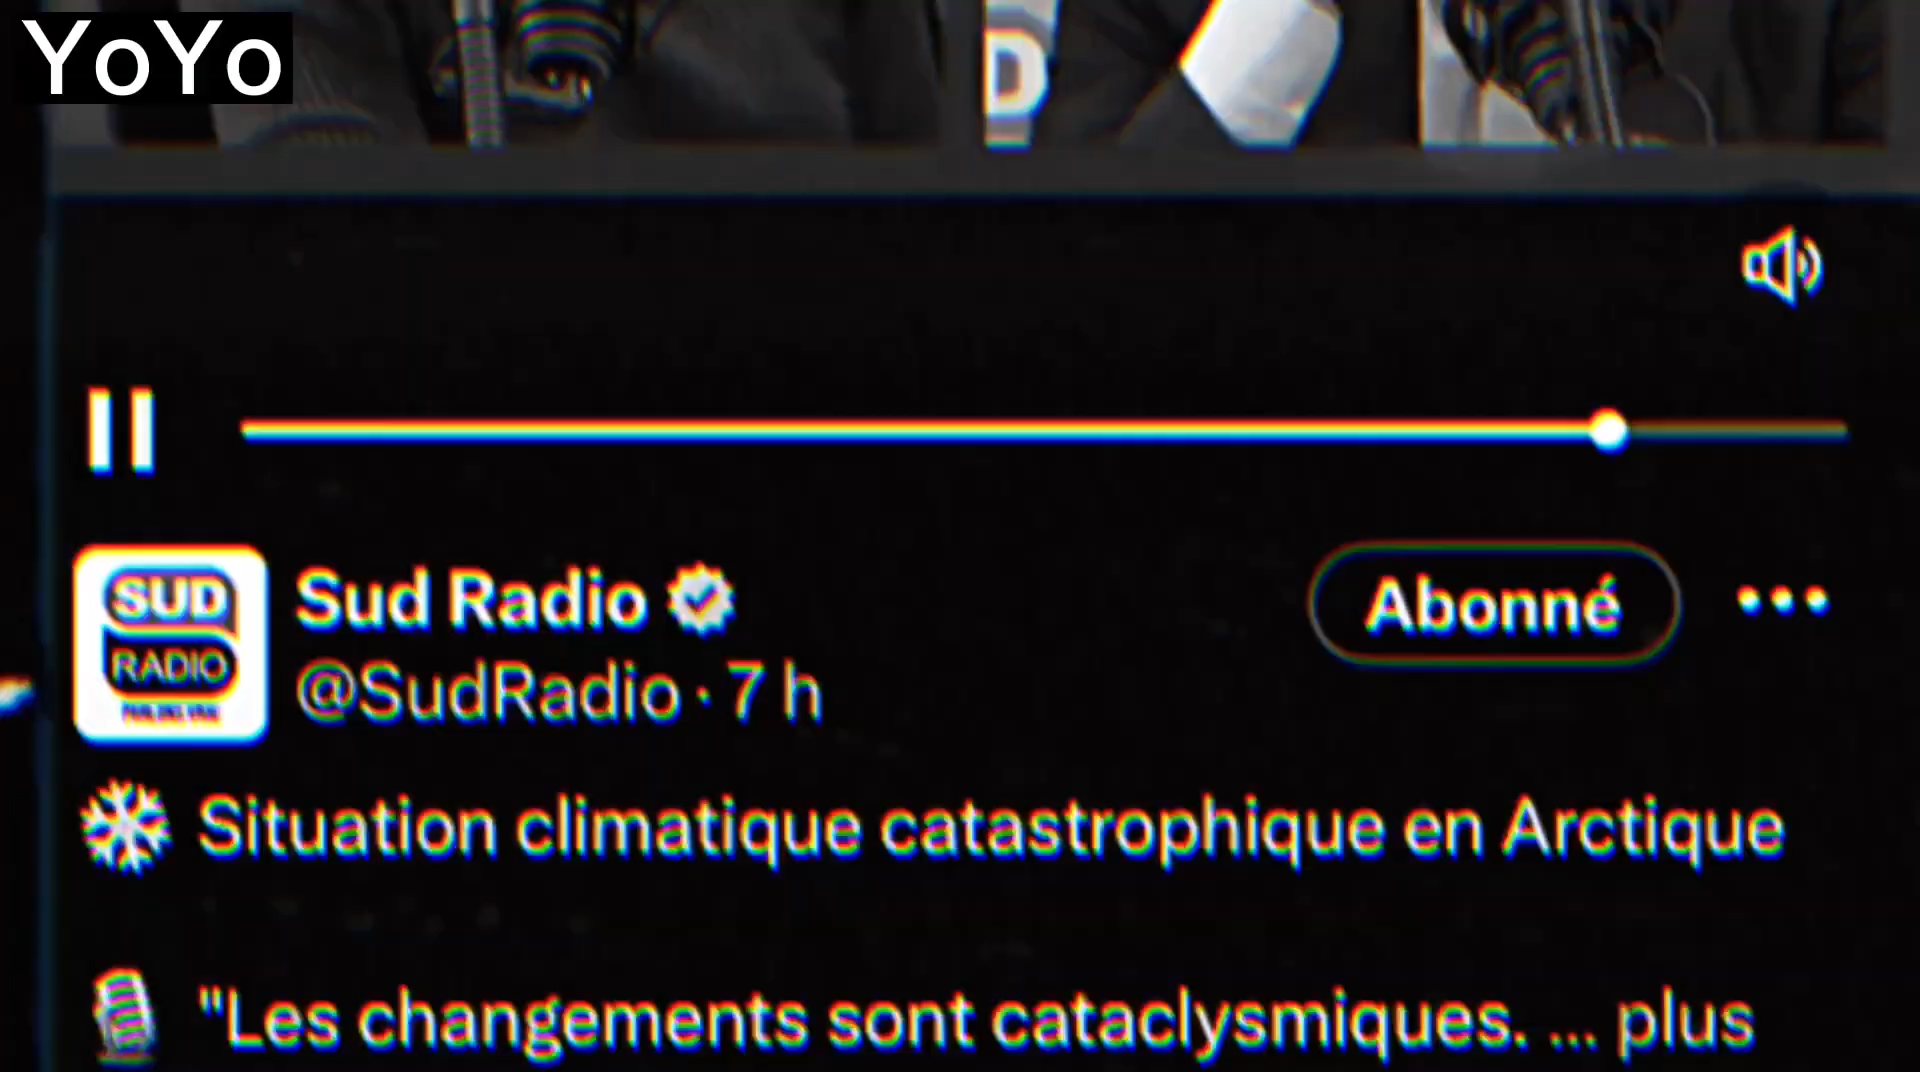 YoYo
D
SUD
RADIO
Sud Radio
@SudRadio · 7 h
Abonné
Situation climatique catastrophique en Arctique
"Les changements sont cataclysmiques. ... plus